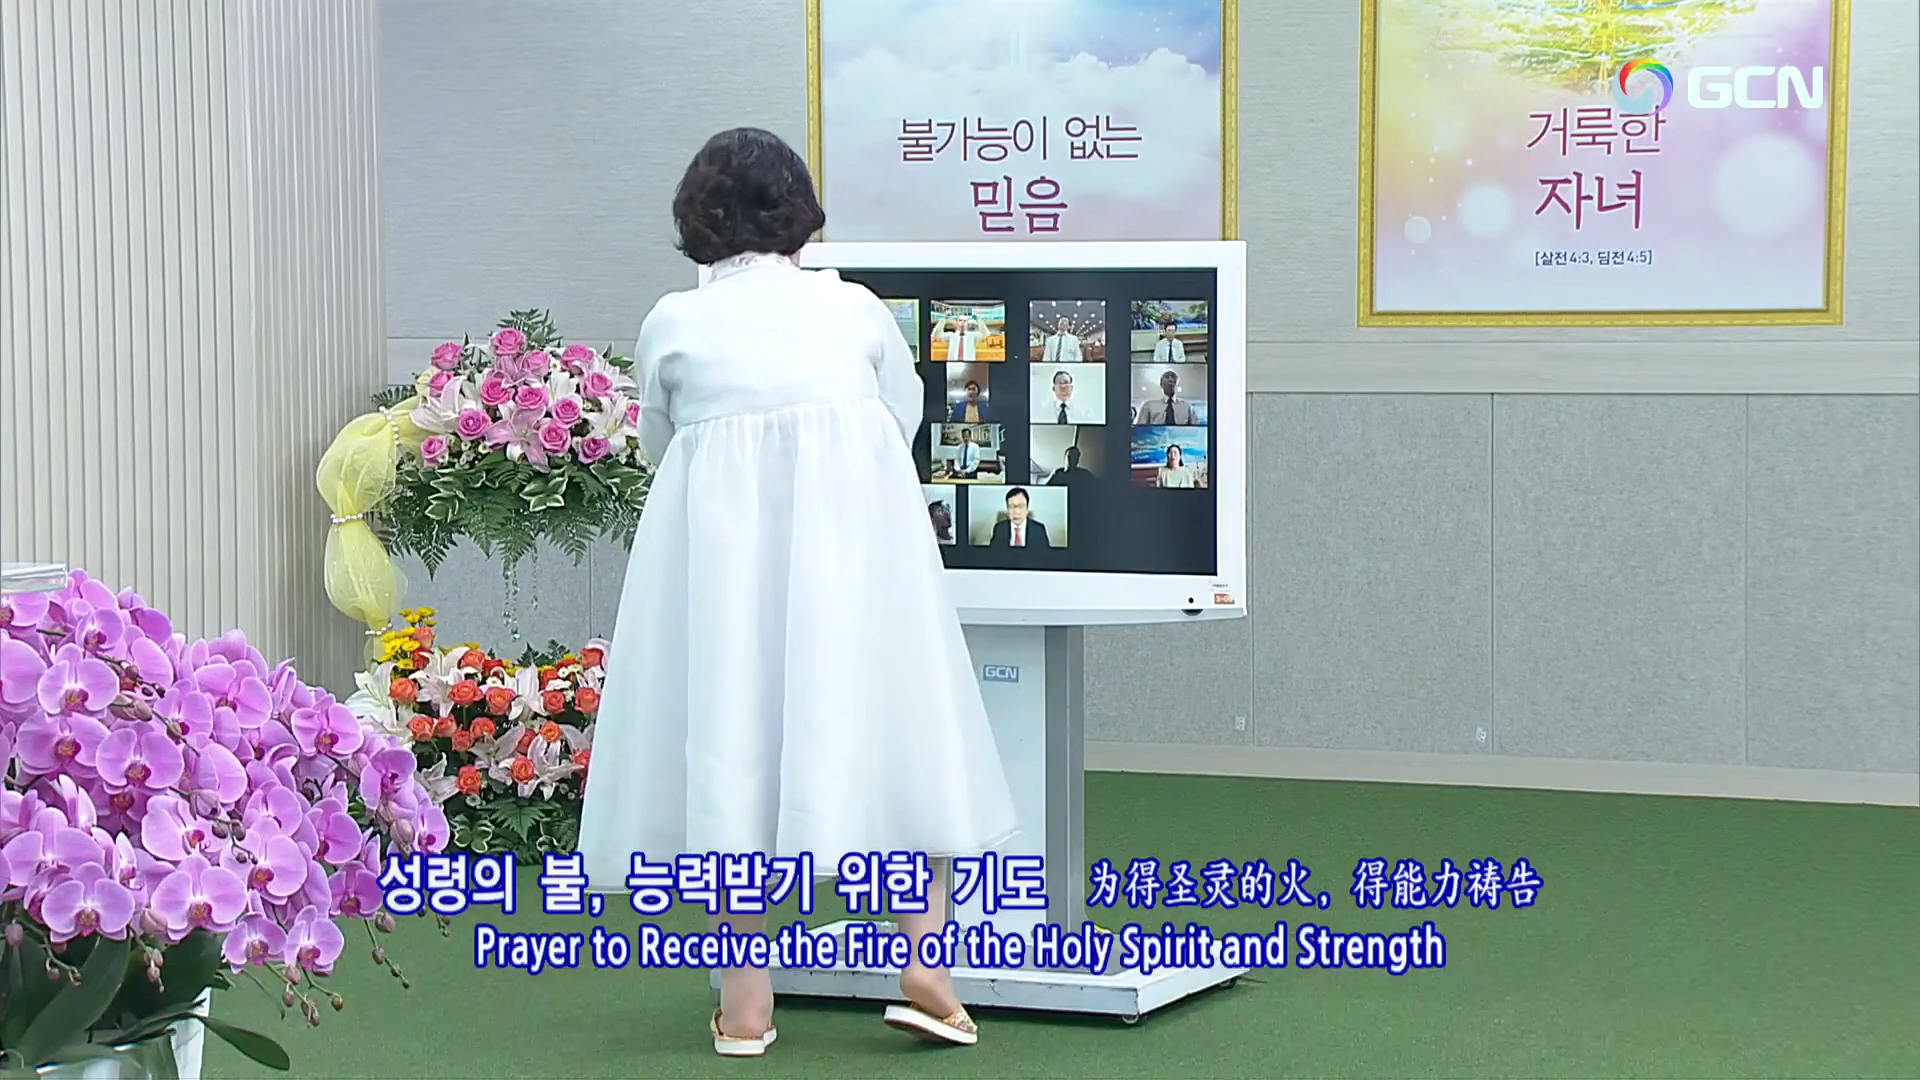 GCN
불가능이 없는
믿음
거룩한
자녀
[살전4:3, 딤전4:5]
GCN
성령의 불, 능력받기 위한 기도 为得圣灵的火, 得能力祷告
Prayer to Receive the Fire of the Holy Spirit and Strength